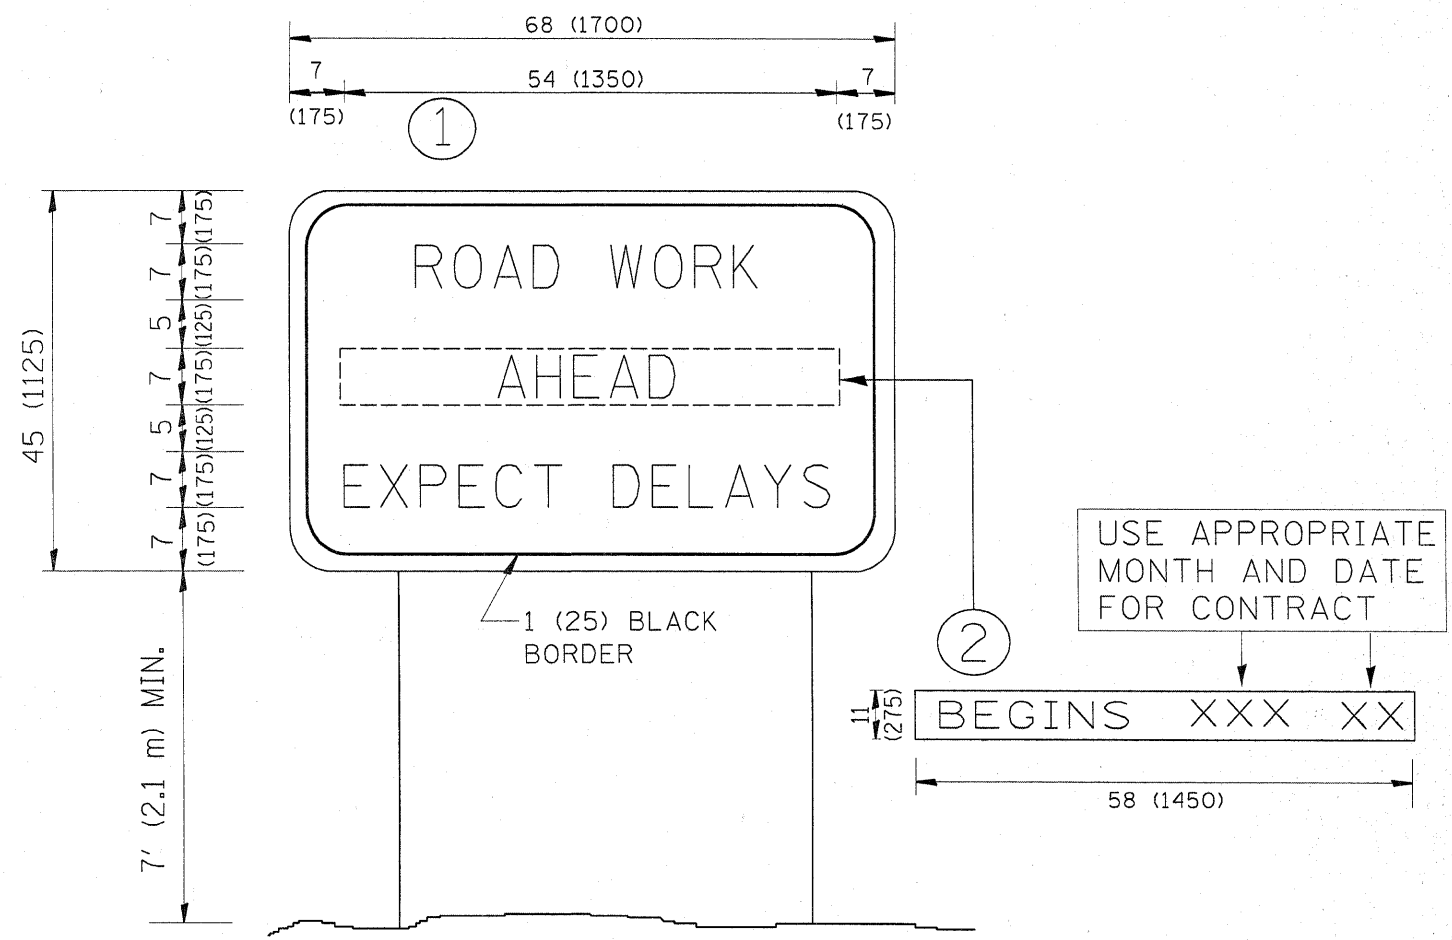 68 (1700)
7
54 (1350)
7
(175)
(175)
1
45 (1125)
7
(175)
7
(175)
5
(125)
7
(175)
5
(125)
7
(175)
7
(175)
ROAD WORK
AHEAD
EXPECT DELAYS
1 (25) BLACK
BORDER
7' (2.1 m) MIN.
2
USE APPROPRIATE
MONTH AND DATE
FOR CONTRACT
11
(275)
BEGINS XXX XX
58 (1450)